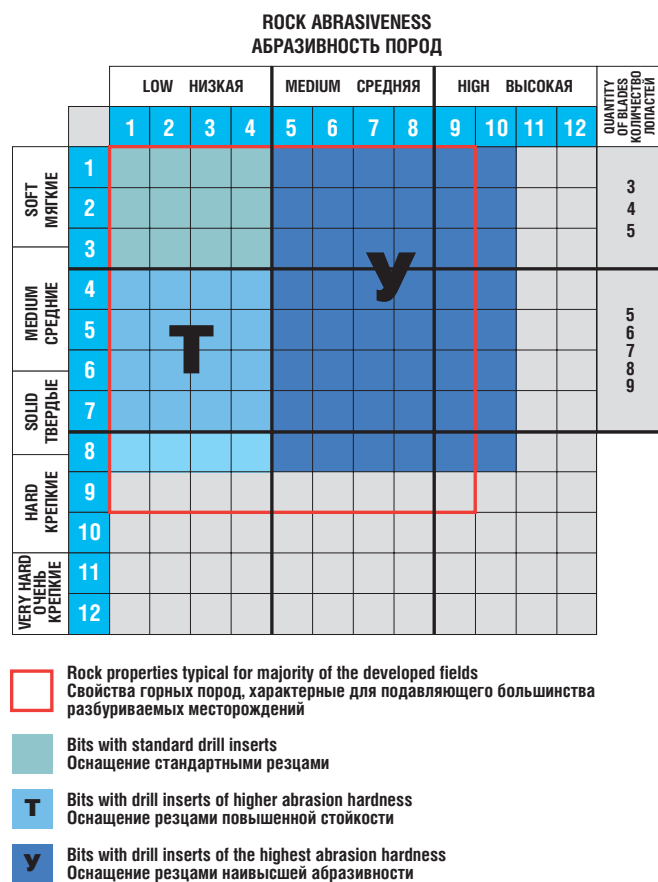 ROCK ABRASIVENESS
АБРАЗИВНОСТЬ ПОРОД
LOW НИЗКАЯ
MEDIUM СРЕДНЯЯ
HIGH ВЫСОКАЯ
QUANTITY
OF BLADES
КОЛИЧЕСТВО
ЛОПАСТЕЙ
1 2 3 4 5 6 7 8 9 10 11 12
SOFT
МЯГКИЕ
MEDIUM
СРЕДНИЕ
SOLID
ТВЕРДЫЕ
HARD
КРЕПКИЕ
VERY HARD
ОЧЕНЬ
КРЕПКИЕ
1
2
3
4
5
6
7
8
9
10
11
12
Т
У
3
4
5
5
6
7
8
9
Rock properties typical for majority of the developed fields
Свойства горных пород, характерные для подавляющего большинства
разбуриваемых месторождений
Bits with standard drill inserts
Оснащение стандартными резцами
Т
Bits with drill inserts of higher abrasion hardness
Оснащение резцами повышенной стойкости
У
Bits with drill inserts of the highest abrasion hardness
Оснащение резцами наивысшей абразивности